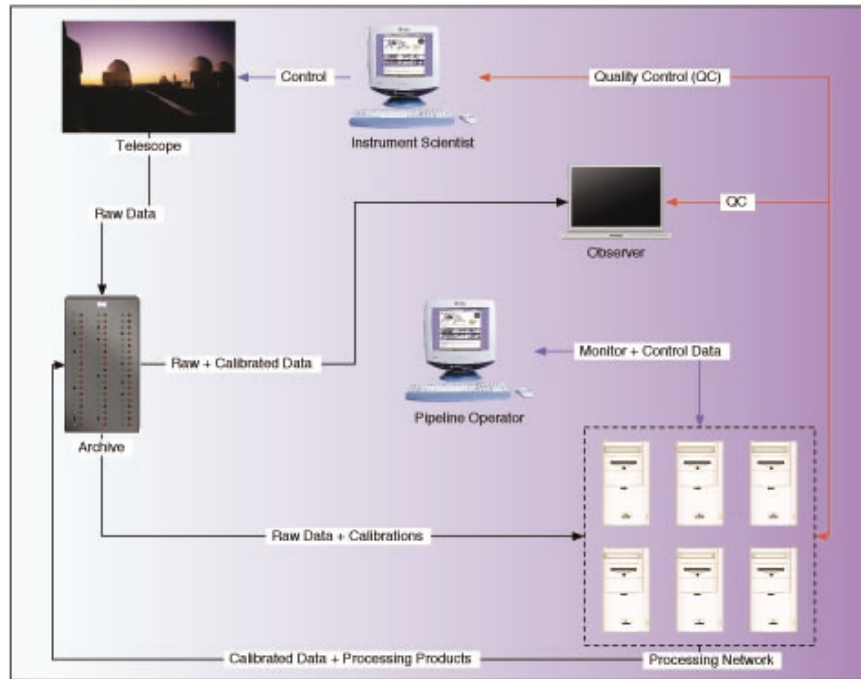 Control
Quality Control (QC)
Telescope
Instrument Scientist
Raw Data
QC
Observer
Monitor + Control Data
Raw + Calibrated Data
Pipeline Operator
Archive
Raw Data + Calibrations
Calibrated Data + Processing Products
Processing Network